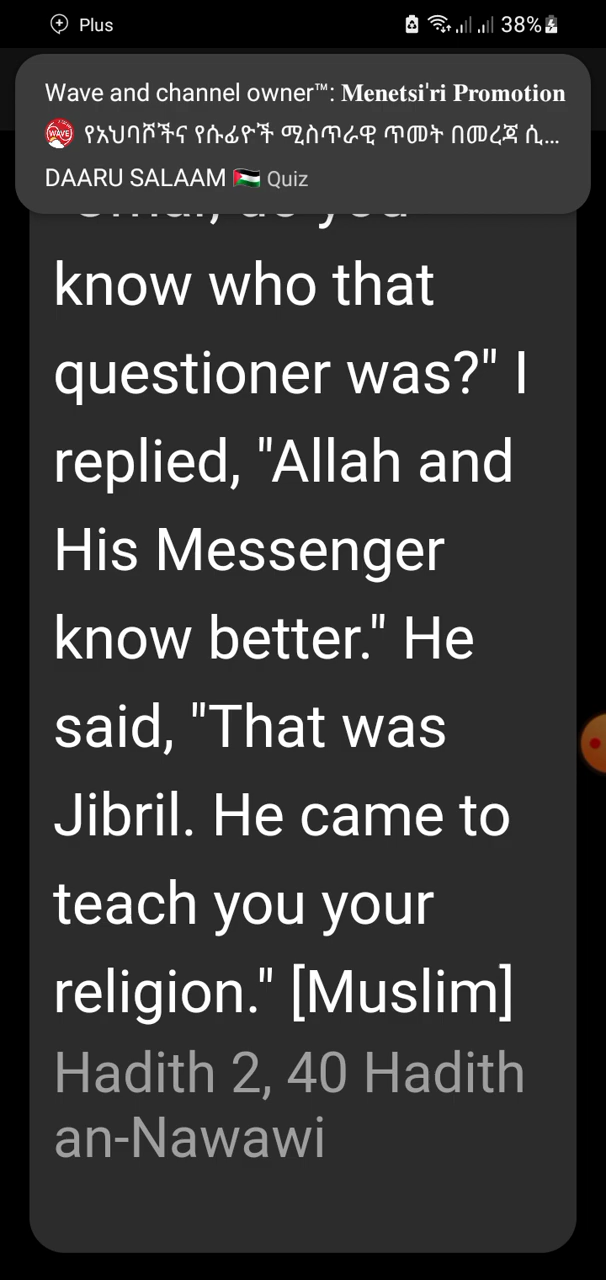 Plus
38%
Wave and channel owner™: 𝐌𝐞𝐧𝐞𝐭𝐬𝐢'𝐫𝐢 𝐏𝐫𝐨𝐦𝐨𝐭𝐢𝐨𝐧
WAVE
የአህባሾችና የሱፊዮች ሚስጥራዊ ጥመት በመረጃ ሲ...
DAARU SALAAM 🇵🇸 Quiz
know who that
questioner was?" I
replied, "Allah and
His Messenger
know better." He
said, "That was
Jibril. He came to
teach you your
religion." [Muslim]
Hadith 2, 40 Hadith
an-Nawawi